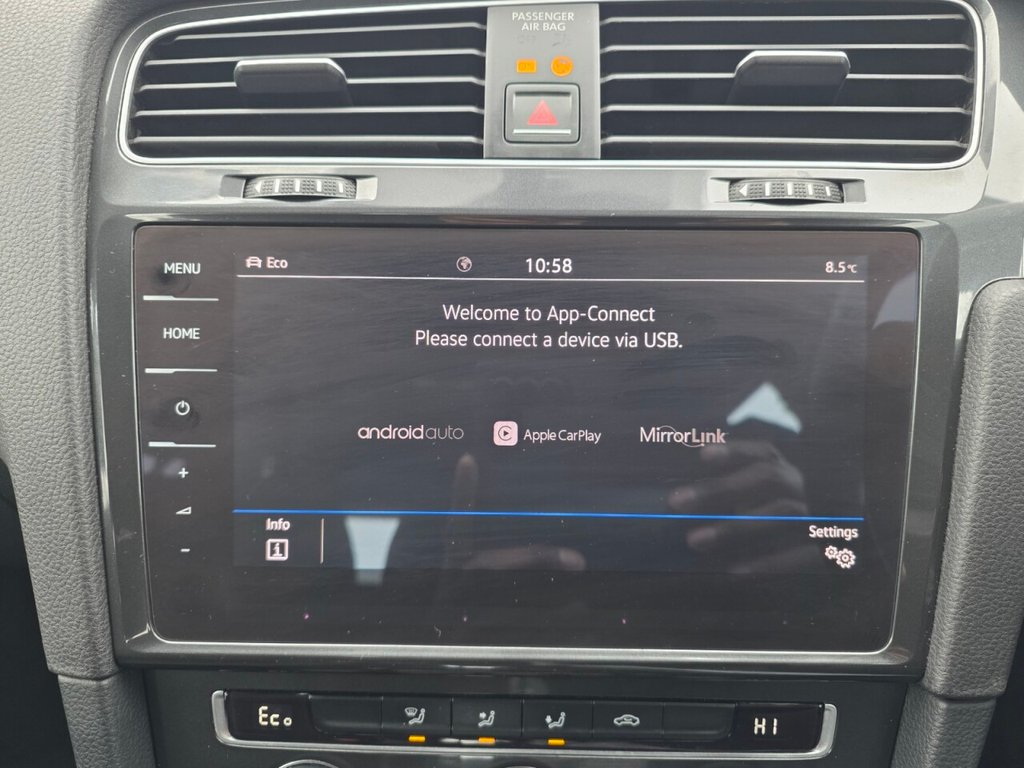 PASSENGER
AIR BAG
MENU
Eco
10:58
8.5°C
HOME
Welcome to App-Connect
Please connect a device via USB.
androidauto
Apple CarPlay
MirrorLink
+
-
Info
i
Settings
Eco
HI